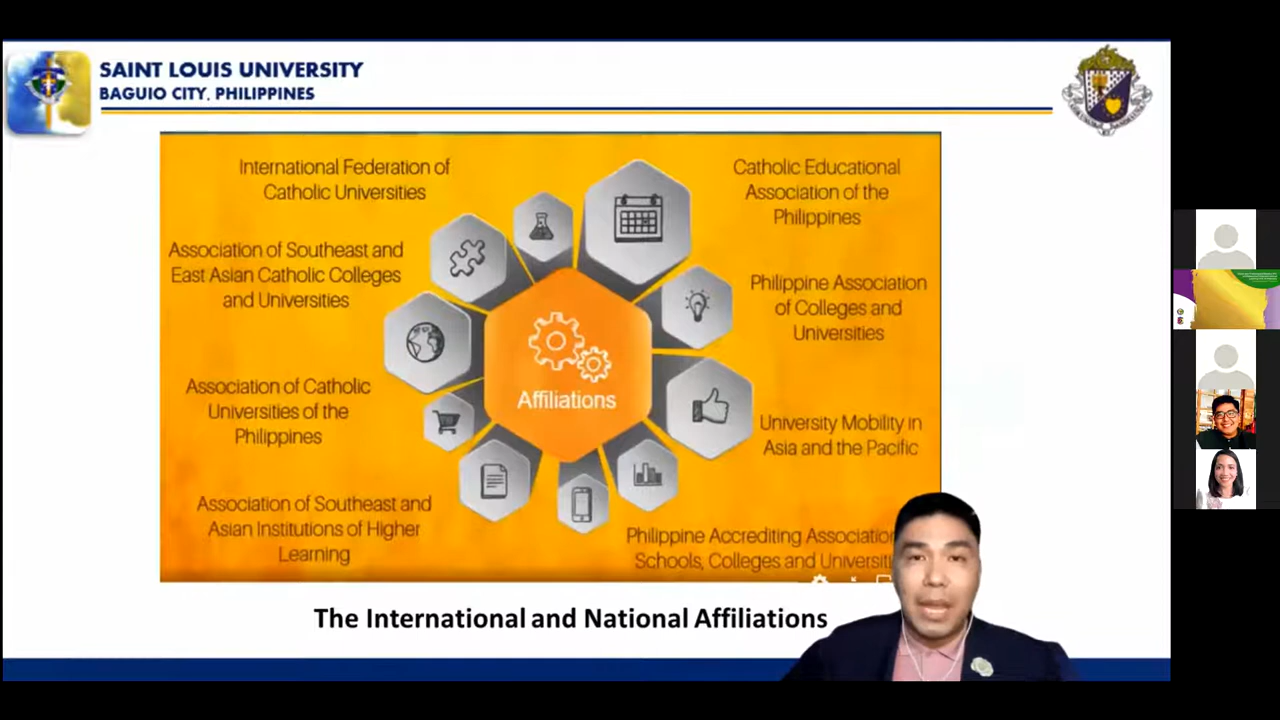 SAINT LOUIS UNIVERSITY
BAGUIO CITY, PHILIPPINES
International Federation of
Catholic Universities
Association of Southeast and
East Asian Catholic Colleges
and Universities
Association of Catholic
Universities of the
Philippines
Association of Southeast and
Asian Institutions of Higher
Learning
Affiliations
Catholic Educational
Association of the
Philippines
Philippine Association
of Colleges and
Universities
University Mobility in
Asia and the Pacific
Philippine Accrediting Association
Schools, Colleges and
The International and National Affiliations